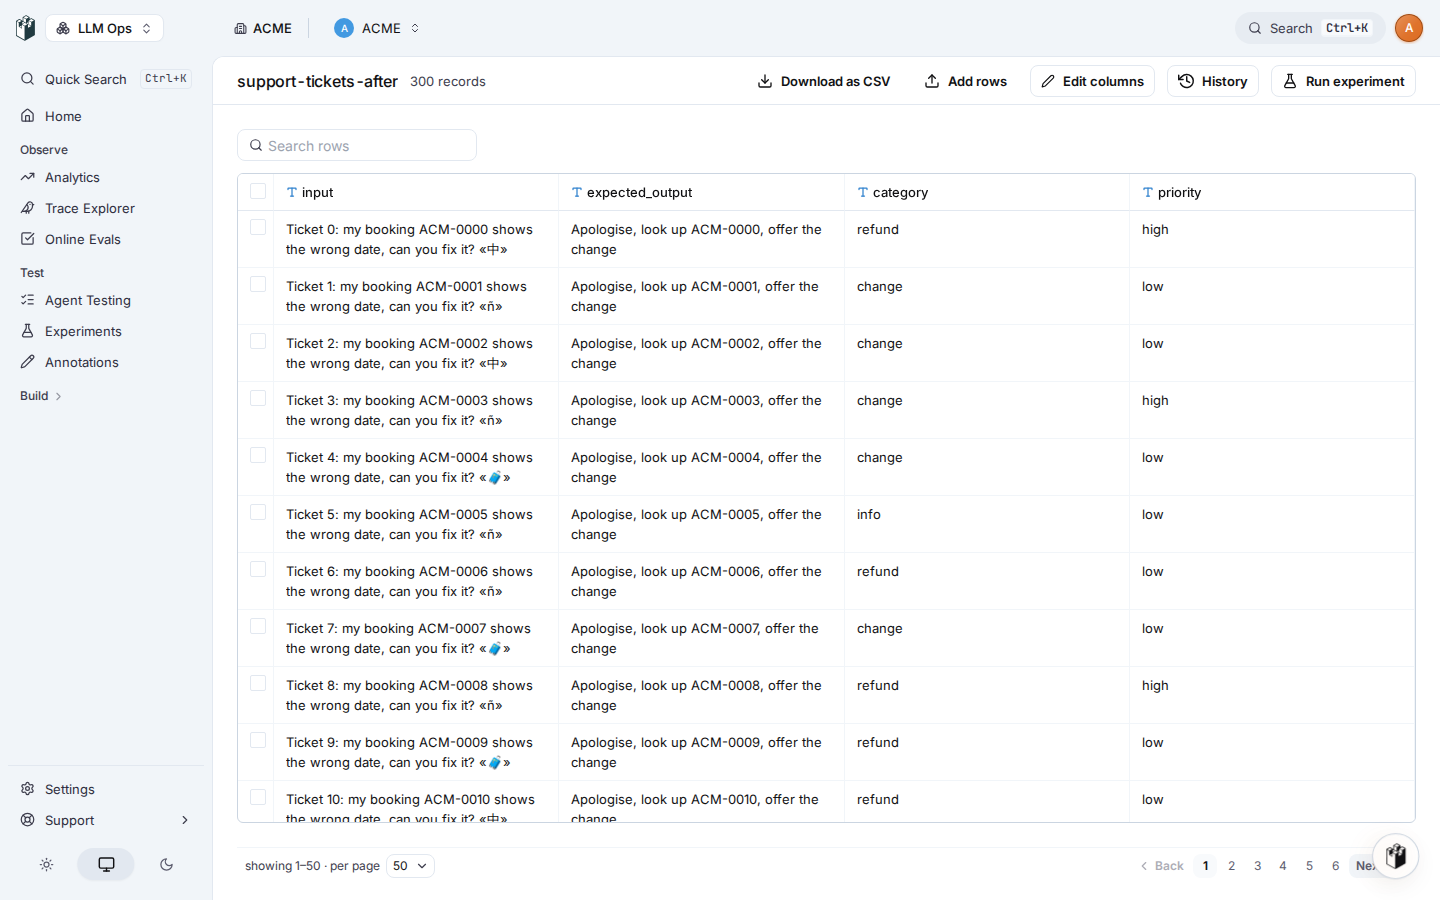 LLM Ops
ACME
A ACME
Search Ctrl+K
A
Quick Search Ctrl+K
Home
Observe
Analytics
Trace Explorer
Online Evals
Test
Agent Testing
Experiments
Annotations
Build
Settings
Support
support-tickets-after 300 records
Download as CSV
Add rows
Edit columns
History
Run experiment
Search rows
input expected_output category priority
Ticket 0: my booking ACM-0000 shows
the wrong date, can you fix it? «中»
Apologise, look up ACM-0000, offer the
change
refund
high
Ticket 1: my booking ACM-0001 shows
the wrong date, can you fix it? «ñ»
Apologise, look up ACM-0001, offer the
change
change
low
Ticket 2: my booking ACM-0002 shows
the wrong date, can you fix it? «中»
Apologise, look up ACM-0002, offer the
change
change
low
Ticket 3: my booking ACM-0003 shows
the wrong date, can you fix it? «ñ»
Apologise, look up ACM-0003, offer the
change
change
high
Ticket 4: my booking ACM-0004 shows
the wrong date, can you fix it? «🧳»
Apologise, look up ACM-0004, offer the
change
change
low
Ticket 5: my booking ACM-0005 shows
the wrong date, can you fix it? «ñ»
Apologise, look up ACM-0005, offer the
change
info
low
Ticket 6: my booking ACM-0006 shows
the wrong date, can you fix it? «ñ»
Apologise, look up ACM-0006, offer the
change
refund
low
Ticket 7: my booking ACM-0007 shows
the wrong date, can you fix it? «🧳»
Apologise, look up ACM-0007, offer the
change
change
low
Ticket 8: my booking ACM-0008 shows
the wrong date, can you fix it? «ñ»
Apologise, look up ACM-0008, offer the
change
refund
high
Ticket 9: my booking ACM-0009 shows
the wrong date, can you fix it? «🧳»
Apologise, look up ACM-0009, offer the
change
refund
low
Ticket 10: my booking ACM-0010 shows
the wrong date, can you fix it? «中»
Apologise, look up ACM-0010, offer the
change
refund
low
showing 1–50 · per page 50
Back 1 2 3 4 5 6